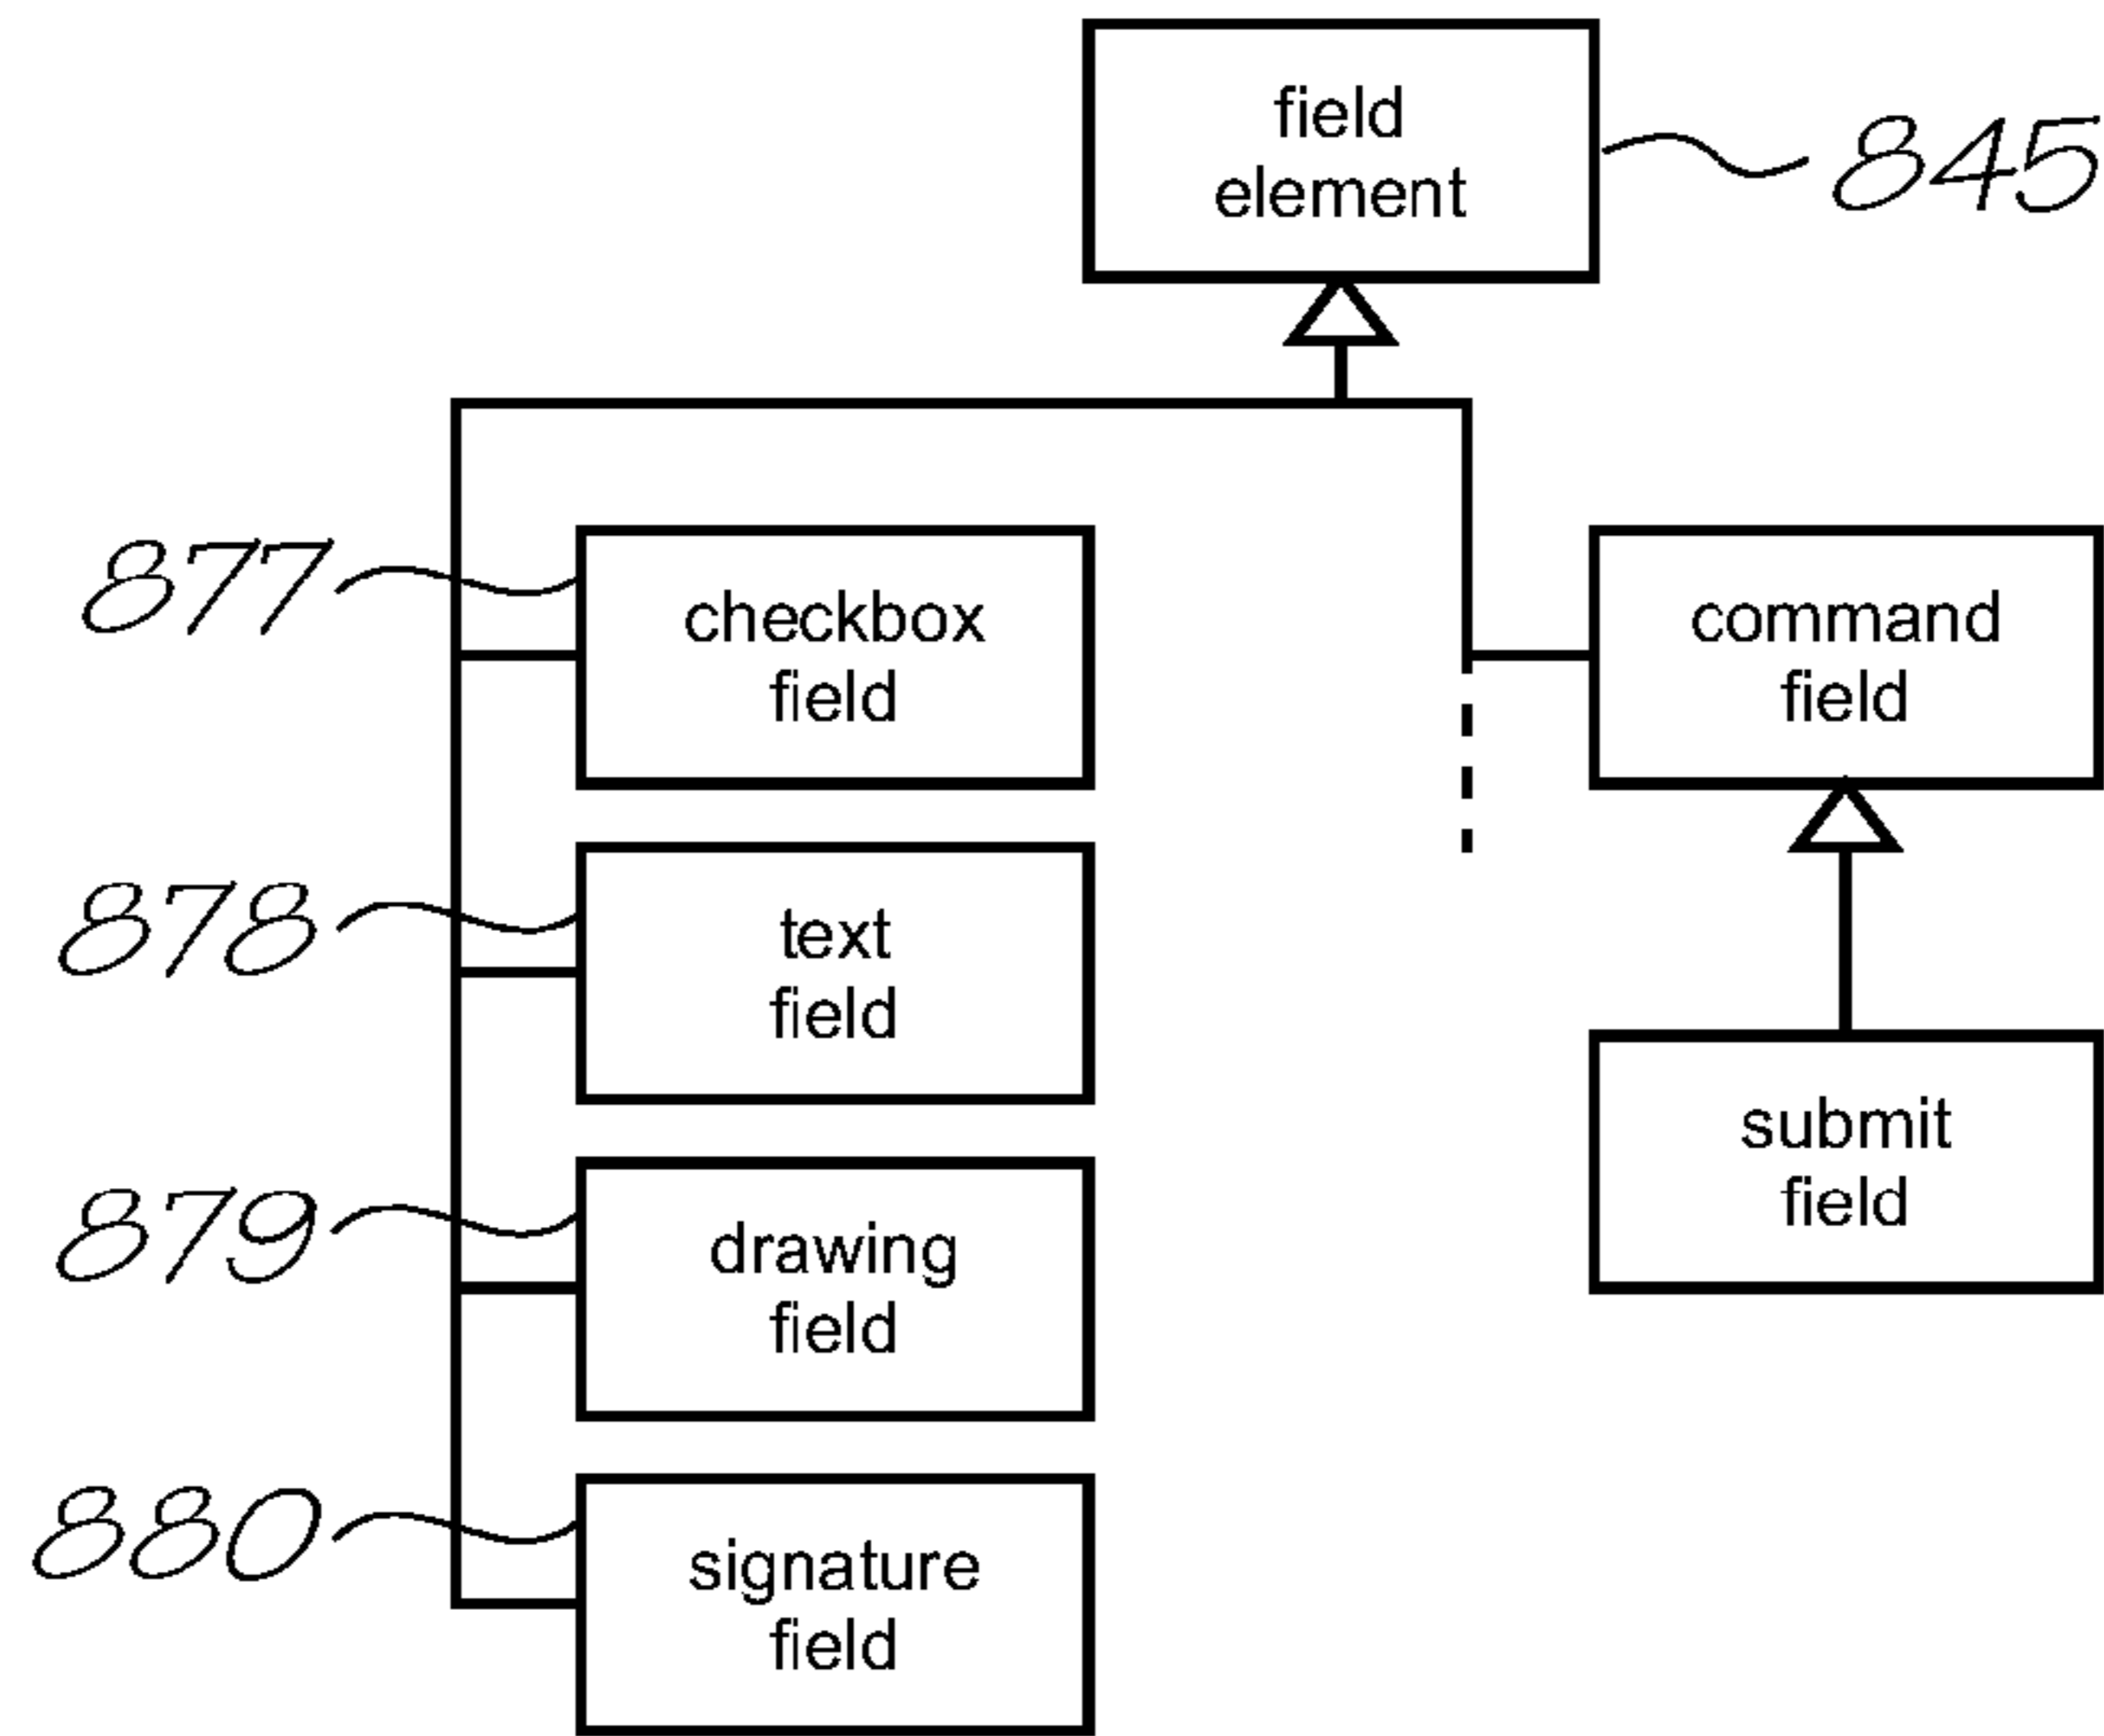 field
element
845
877
checkbox
field
command
field
878
text
field
submit
field
879
drawing
field
880
signature
field